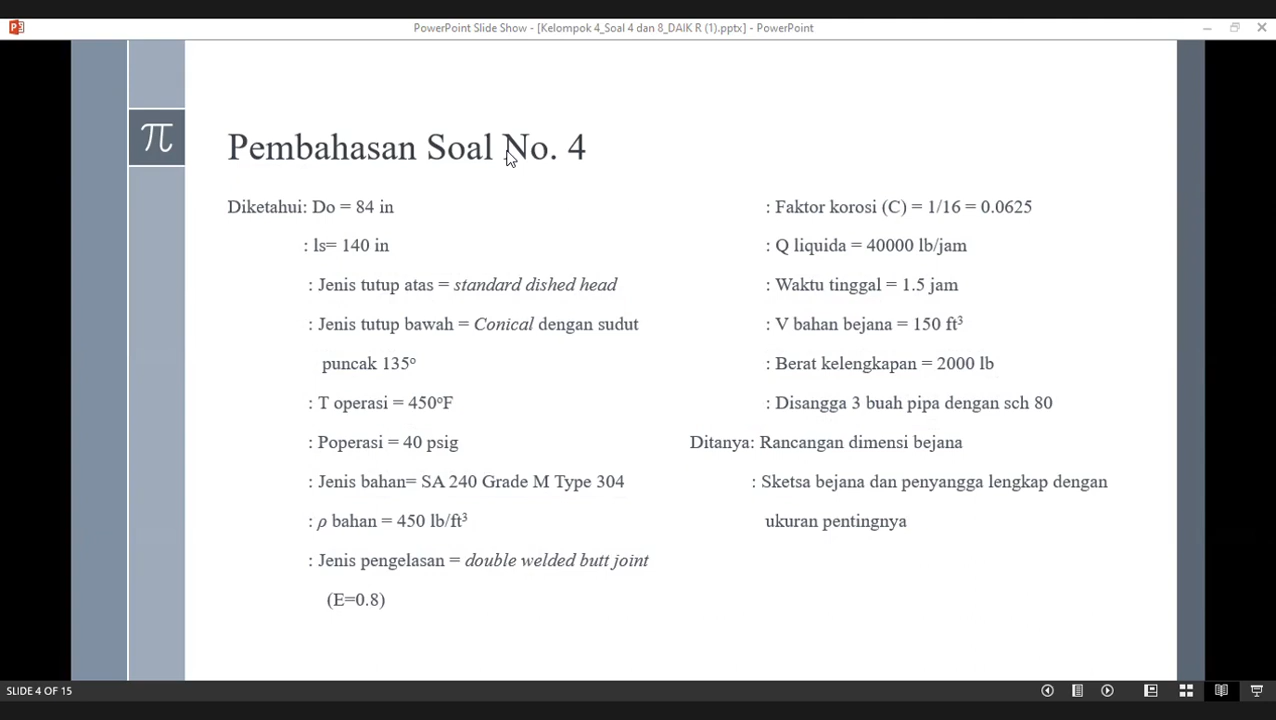 PowerPoint Slide Show - [Kelompok 4_Soal 4 dan 8_DAIK R (1).pptx] - PowerPoint
π
Pembahasan Soal No. 4
Diketahui: Do = 84 in
: ls= 140 in
: Jenis tutup atas = standard dished head
: Jenis tutup bawah = Conical dengan sudut
puncak 135°
: T operasi = 450°F
: Poperasi = 40 psig
: Jenis bahan= SA 240 Grade M Type 304
: ρ bahan = 450 lb/ft³
: Jenis pengelasan = double welded butt joint
(E=0.8)
: Faktor korosi (C) = 1/16 = 0.0625
: Q liquida = 40000 lb/jam
: Waktu tinggal = 1.5 jam
: V bahan bejana = 150 ft³
: Berat kelengkapan = 2000 lb
: Disangga 3 buah pipa dengan sch 80
Ditanya: Rancangan dimensi bejana
: Sketsa bejana dan penyangga lengkap dengan
ukuran pentingnya
SLIDE 4 OF 15